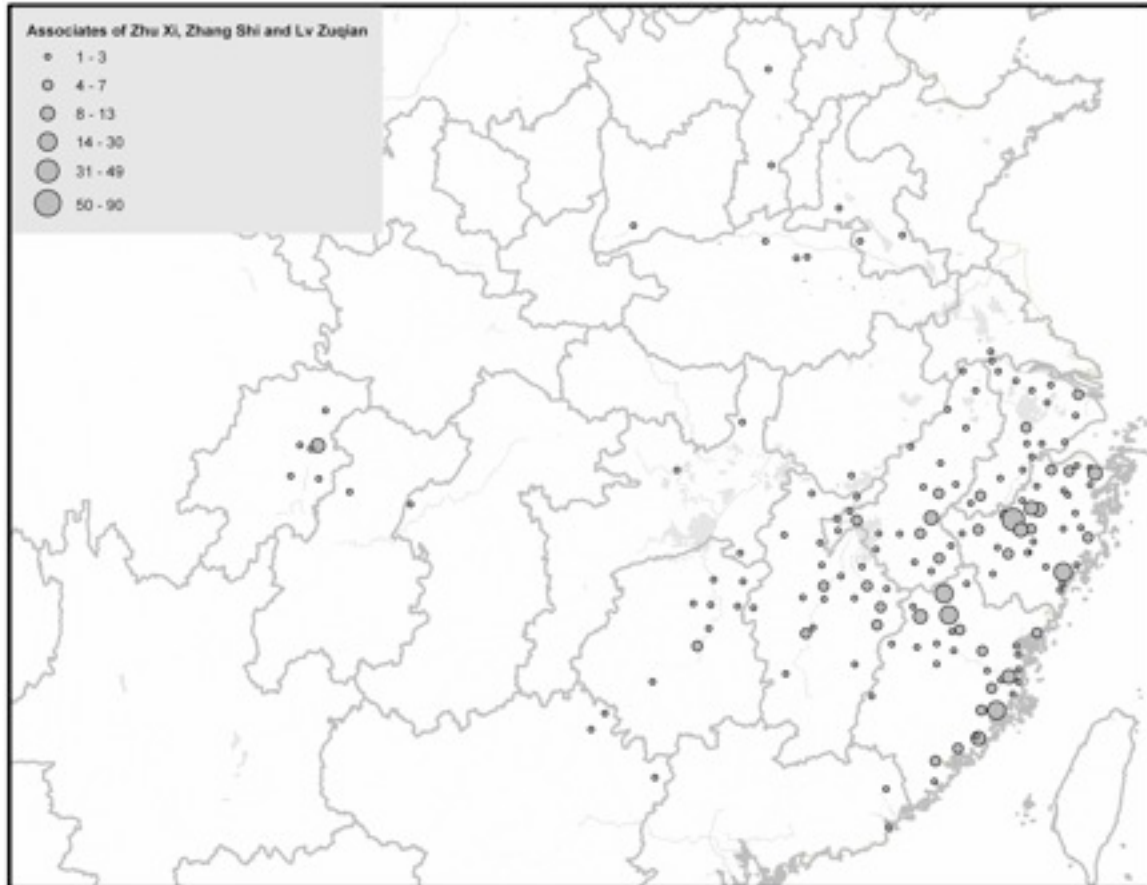 Associates of Zhu Xi, Zhang Shi and Lv Zuqian
1 - 3
4 - 7
8 - 13
14 - 30
31 - 49
50 - 90